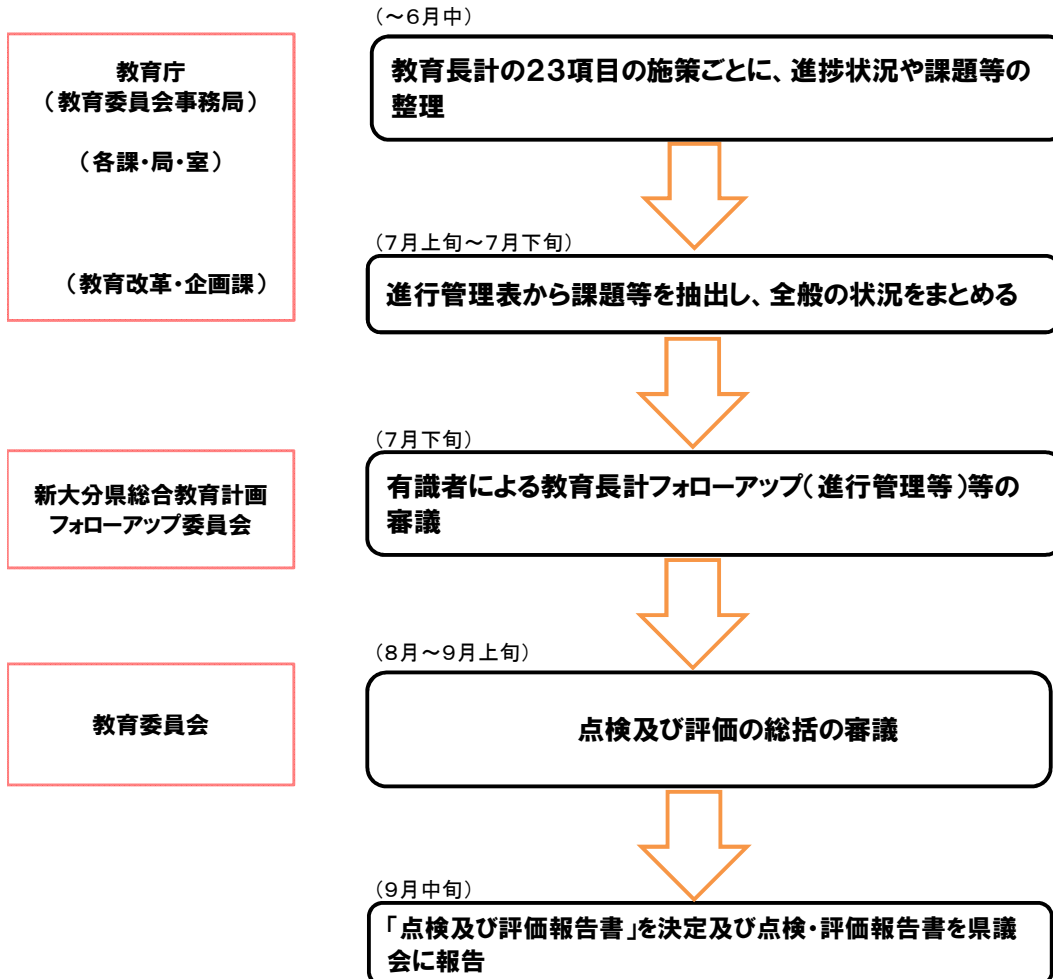 (~6月中)
教育庁
(教育委員会事務局)
(各課・局・室)
教育長計の23項目の施策ごとに、進捗状況や課題等の
整理
(7月上旬~7月下旬)
(教育改革・企画課)
進行管理表から課題等を抽出し、全般の状況をまとめる
(7月下旬)
新大分県総合教育計画
フォローアップ委員会
有識者による教育長計フォローアップ(進行管理等)等の
審議
(8月~9月上旬)
教育委員会
点検及び評価の総括の審議
(9月中旬)
「点検及び評価報告書」を決定及び点検・評価報告書を県議
会に報告